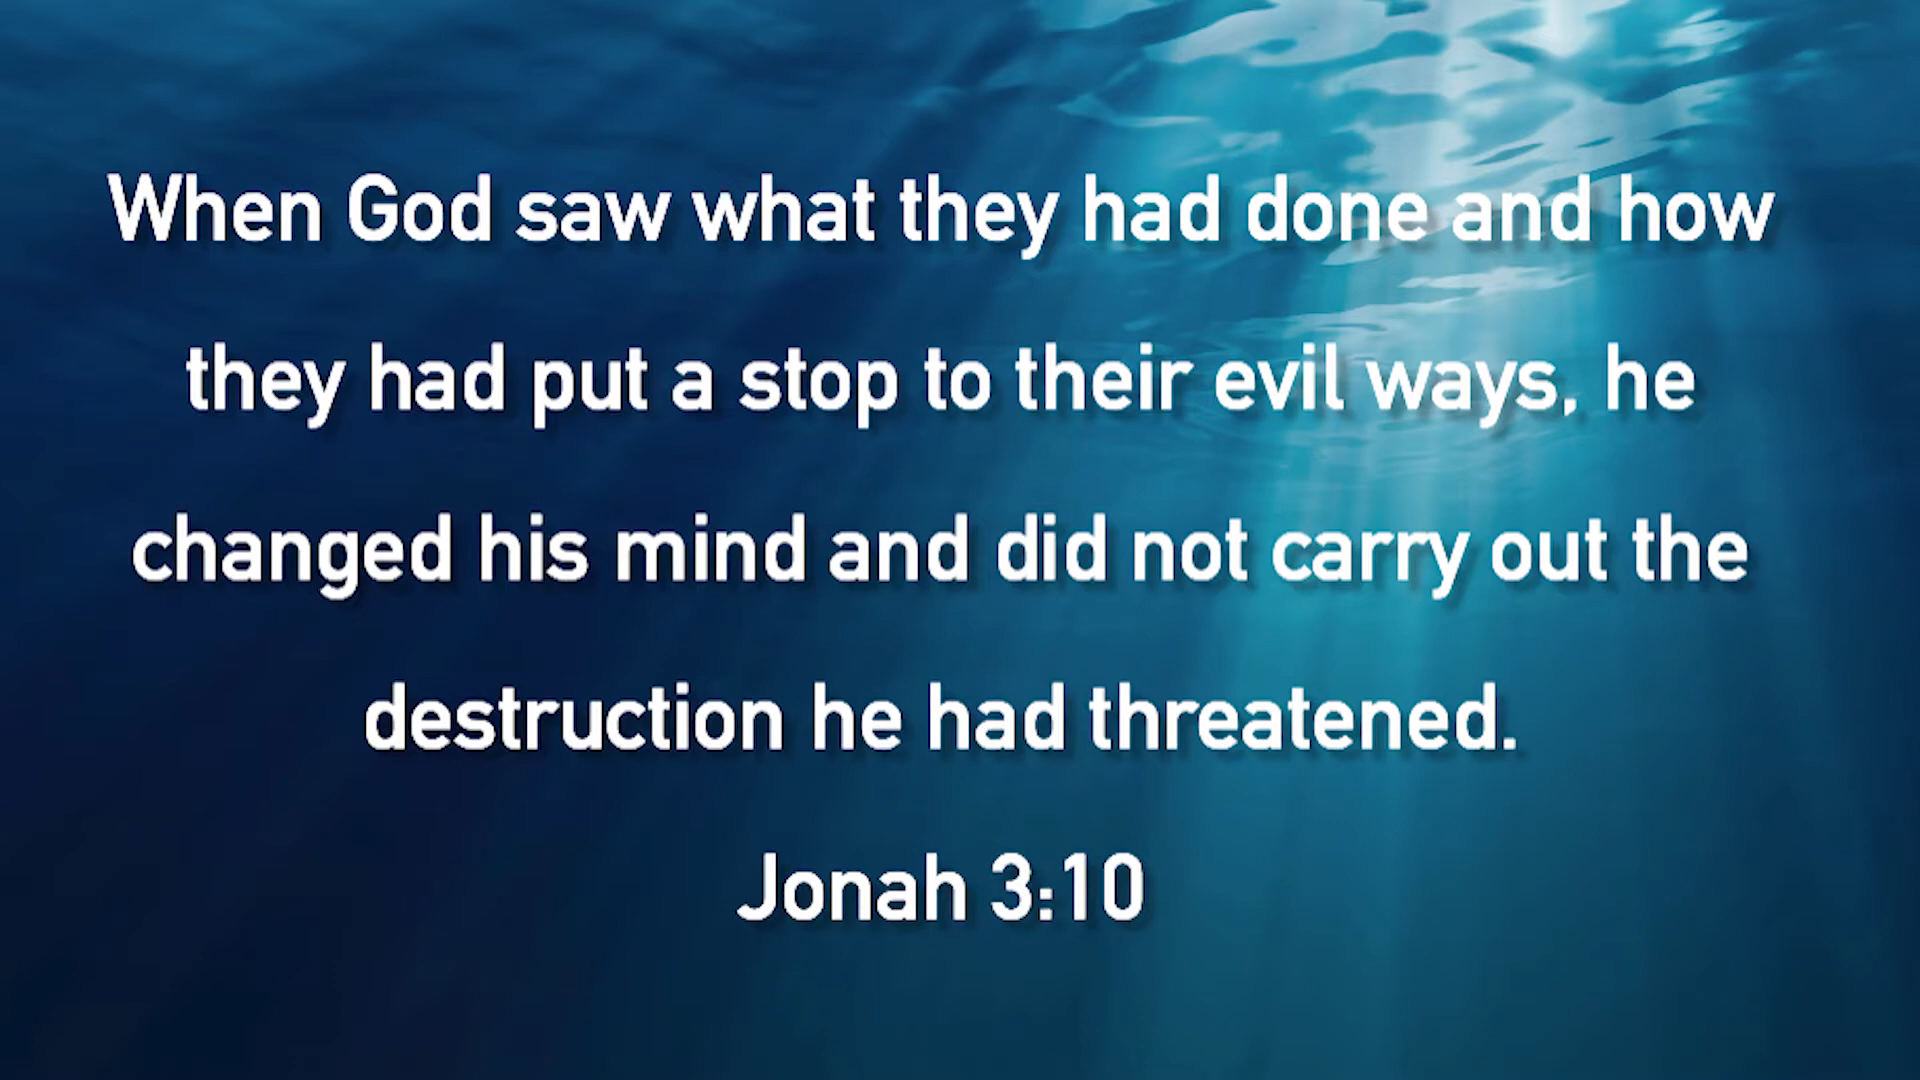 When God saw what they had done and how
they had put a stop to their evil ways, he
changed his mind and did not carry out the
destruction he had threatened.
Jonah 3:10